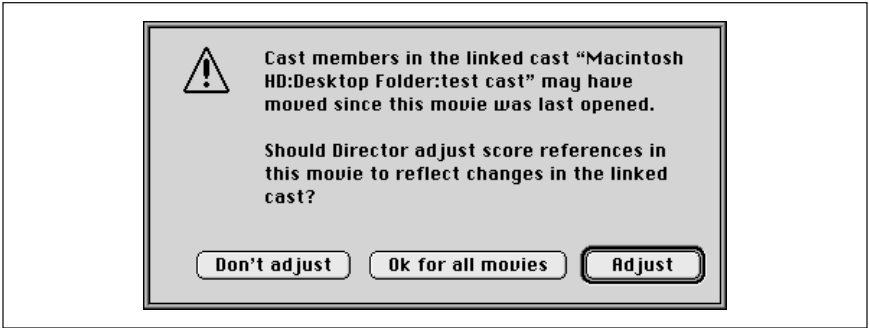 Cast members in the linked cast “Macintosh
HD:Desktop Folder:test cast” may have
moved since this movie was last opened.
Should Director adjust score references in
this movie to reflect changes in the linked
cast?
Don't adjust
Ok for all movies
Adjust